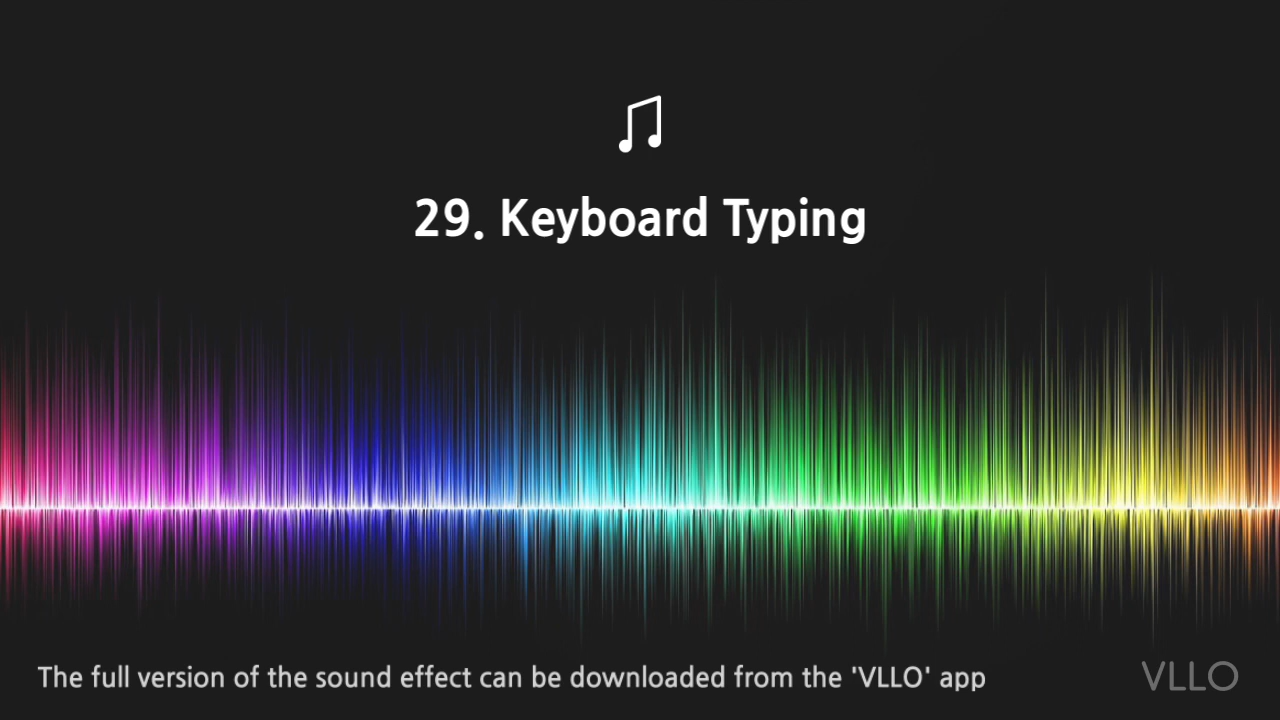 29. Keyboard Typing
The full version of the sound effect can be downloaded from the 'VLLO' app
VLLO